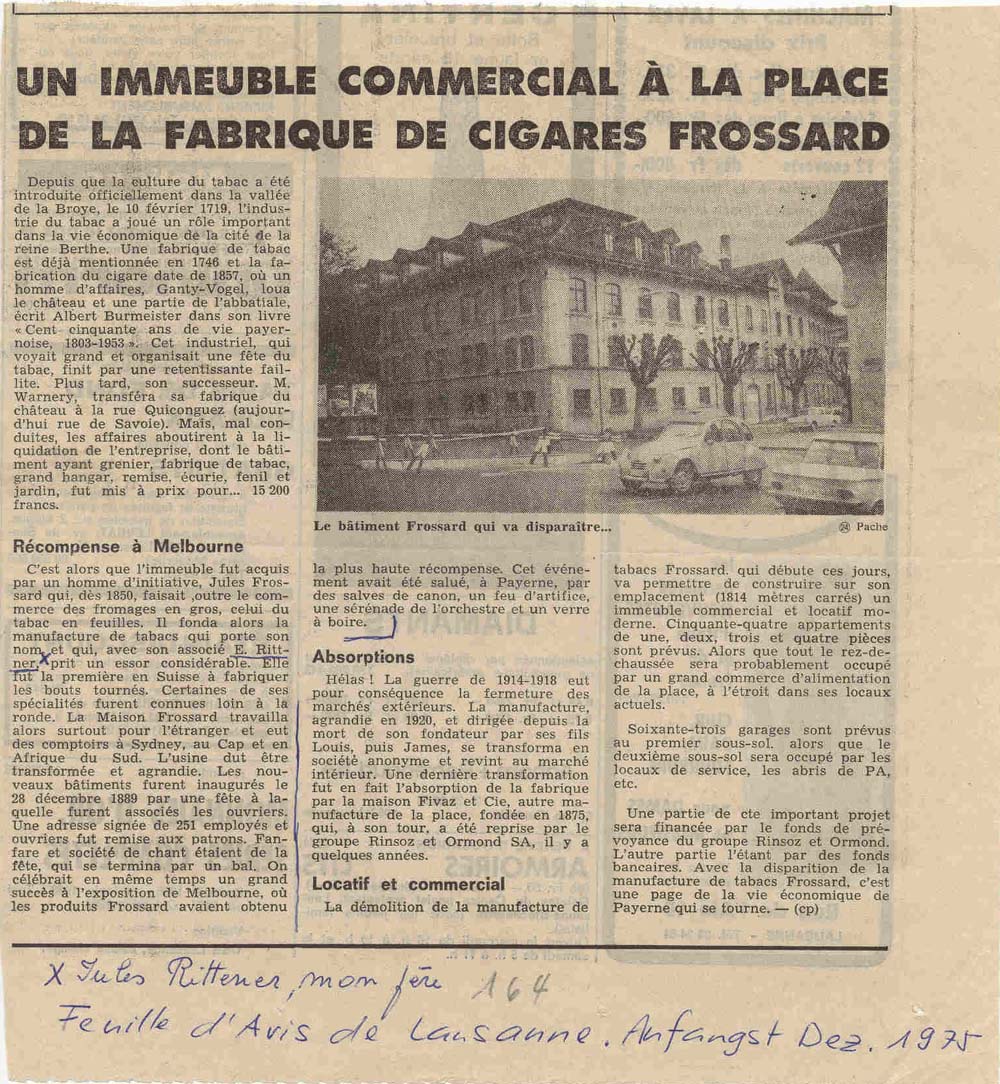 UN IMMEUBLE COMMERCIAL À LA PLACE
DE LA FABRIQUE DE CIGARES FROSSARD
Depuis que la culture du tabac a été
introduite officiellement dans la vallée
de la Broye, le 10 février 1719, l'indus-
trie du tabac a joué un rôle important
dans la vie économique de la cité de la
reine Berthe. Une fabrique de tabac
est déjà mentionnée en 1746 et la fa-
brication du cigare date de 1857, où un
homme d'affaires, Ganty-Vogel, loua
le château et une partie de l'abbatiale,
écrit Albert Burmeister dans son livre
« Cent cinquante ans de vie payer-
noise, 1803-1953 ». Cet industriel, qui
voyait grand et organisait une fête du
tabac, finit par une retentissante fail-
lite. Plus tard, son successeur. M.
Warnery, transféra sa fabrique du
château à la rue Quiconguez (aujour-
d'hui rue de Savoie). Mais, mal con-
duites, les affaires aboutirent à la li-
quidation de l'entreprise, dont le bâti-
ment ayant grenier, fabrique de tabac,
grand hangar, remise, écurie, fenil et
jardin, fut mis à prix pour... 15 200
francs.
Récompense à Melbourne
C'est alors que l'immeuble fut acquis
par un homme d'initiative, Jules Fros-
sard qui, dès 1850, faisait ,outre le com-
merce des fromages en gros, celui du
tabac en feuilles. Il fonda alors la
manufacture de tabacs qui porte son
nom et qui, avec son associé E. Ritt-
ner, x prit un essor considérable. Elle
fut la première en Suisse à fabriquer
les bouts tournés. Certaines de ses
spécialités furent connues loin à la
ronde. La Maison Frossard travailla
alors surtout pour l'étranger et eut
des comptoirs à Sydney, au Cap et en
Afrique du Sud. L'usine dut être
transformée et agrandie. Les nou-
veaux bâtiments furent inaugurés le
28 décembre 1889 par une fête à la-
quelle furent associés les ouvriers.
Une adresse signée de 251 employés et
ouvriers fut remise aux patrons. Fan-
fare et société de chant étaient de la
fête, qui se termina par un bal. On
célébrait en même temps un grand
succès à l'exposition de Melbourne, où
les produits Frossard avaient obtenu
Le bâtiment Frossard qui va disparaître...
24 Pache
la plus haute récompense. Cet événe-
ment avait été salué, à Payerne, par
des salves de canon, un feu d'artifice,
une sérénade de l'orchestre et un verre
à boire.
Absorptions
Hélas ! La guerre de 1914-1918 eut
pour conséquence la fermeture des
marchés extérieurs. La manufacture,
agrandie en 1920, et dirigée depuis la
mort de son fondateur par ses fils
Louis, puis James, se transforma en
société anonyme et revint au marché
intérieur. Une dernière transformation
fut en fait l'absorption de la fabrique
par la maison Fivaz et Cie, autre ma-
nufacture de la place, fondée en 1875,
qui, à son tour, a été reprise par le
groupe Rinsoz et Ormond SA, il y a
quelques années.
Locatif et commercial
La démolition de la manufacture de
tabacs Frossard. qui débute ces jours,
va permettre de construire sur son
emplacement (1814 mètres carrés) un
immeuble commercial et locatif mo-
derne. Cinquante-quatre appartements
de une, deux, trois et quatre pièces
sont prévus. Alors que tout le rez-de-
chaussée sera probablement occupé
par un grand commerce d'alimentation
de la place, à l'étroit dans ses locaux
actuels.
Soixante-trois garages sont prévus
au premier sous-sol. alors que le
deuxième sous-sol sera occupé par les
locaux de service, les abris de PA,
etc.
Une partie de cte important projet
sera financée par le fonds de pré-
voyance du groupe Rinsoz et Ormond.
L'autre partie l'étant par des fonds
bancaires. Avec la disparition de la
manufacture de tabacs Frossard, c'est
une page de la vie économique de
Payerne qui se tourne. — (cp)
x Jules Rittener, mon père 164
Feuille d'Avis de Lausanne. Anfangst Dez. 1975